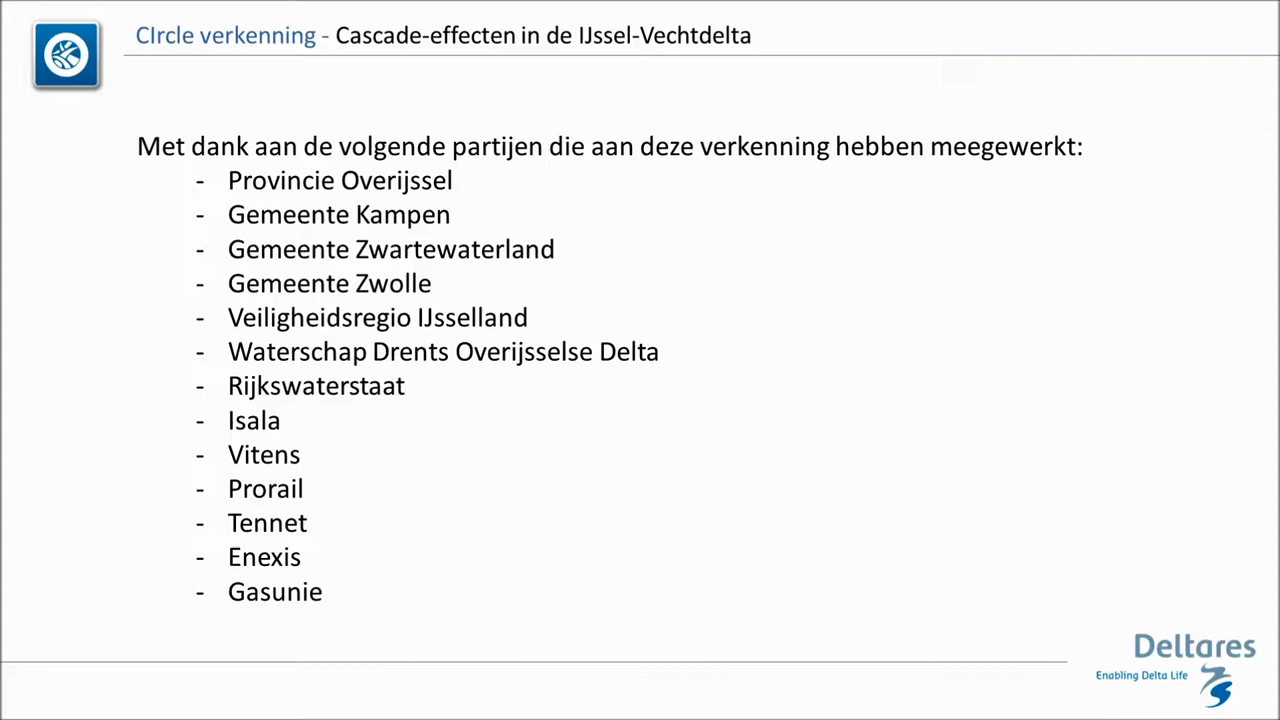 CIrcle verkenning - Cascade-effecten in de IJssel-Vechtdelta
Met dank aan de volgende partijen die aan deze verkenning hebben meegewerkt:
- Provincie Overijssel
- Gemeente Kampen
- Gemeente Zwartewaterland
- Gemeente Zwolle
- Veiligheidsregio IJsselland
- Waterschap Drents Overijsselse Delta
- Rijkswaterstaat
- Isala
- Vitens
- Prorail
- Tennet
- Enexis
- Gasunie
Deltares
Enabling Delta Life